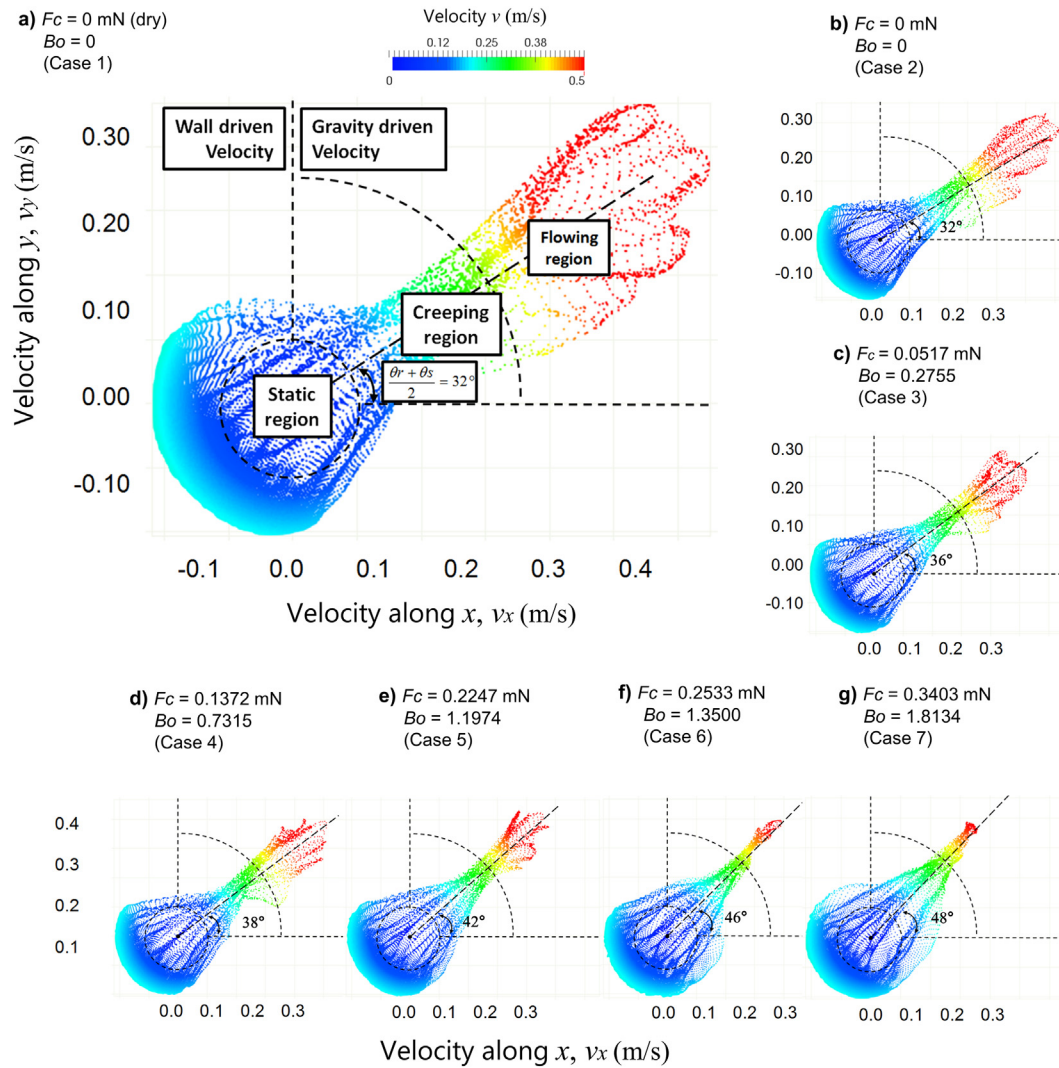 a) Fc = 0 mN (dry)
Bo = 0
(Case 1)
Velocity v (m/s)
0.12 0.25 0.38
0 0.5
Wall driven
Velocity
Gravity driven
Velocity
Flowing
region
Creeping
region
Static
region
θr + θs
2
= 32°
Velocity along y, vy (m/s)
0.30
0.20
0.10
0.00
-0.10
-0.1 0.0 0.1 0.2 0.3 0.4
Velocity along x, vx (m/s)
b) Fc = 0 mN
Bo = 0
(Case 2)
0.30
0.20
0.10
0.00
-0.10
32°
0.0 0.1 0.2 0.3
c) Fc = 0.0517 mN
Bo = 0.2755
(Case 3)
0.30
0.20
0.10
0.00
-0.10
36°
0.0 0.1 0.2 0.3
d) Fc = 0.1372 mN
Bo = 0.7315
(Case 4)
0.4
0.3
0.2
0.1
38°
0.0 0.1 0.2 0.3
e) Fc = 0.2247 mN
Bo = 1.1974
(Case 5)
42°
0.0 0.1 0.2 0.3
f) Fc = 0.2533 mN
Bo = 1.3500
(Case 6)
46°
0.0 0.1 0.2 0.3
g) Fc = 0.3403 mN
Bo = 1.8134
(Case 7)
48°
0.0 0.1 0.2 0.3
Velocity along x, vx (m/s)